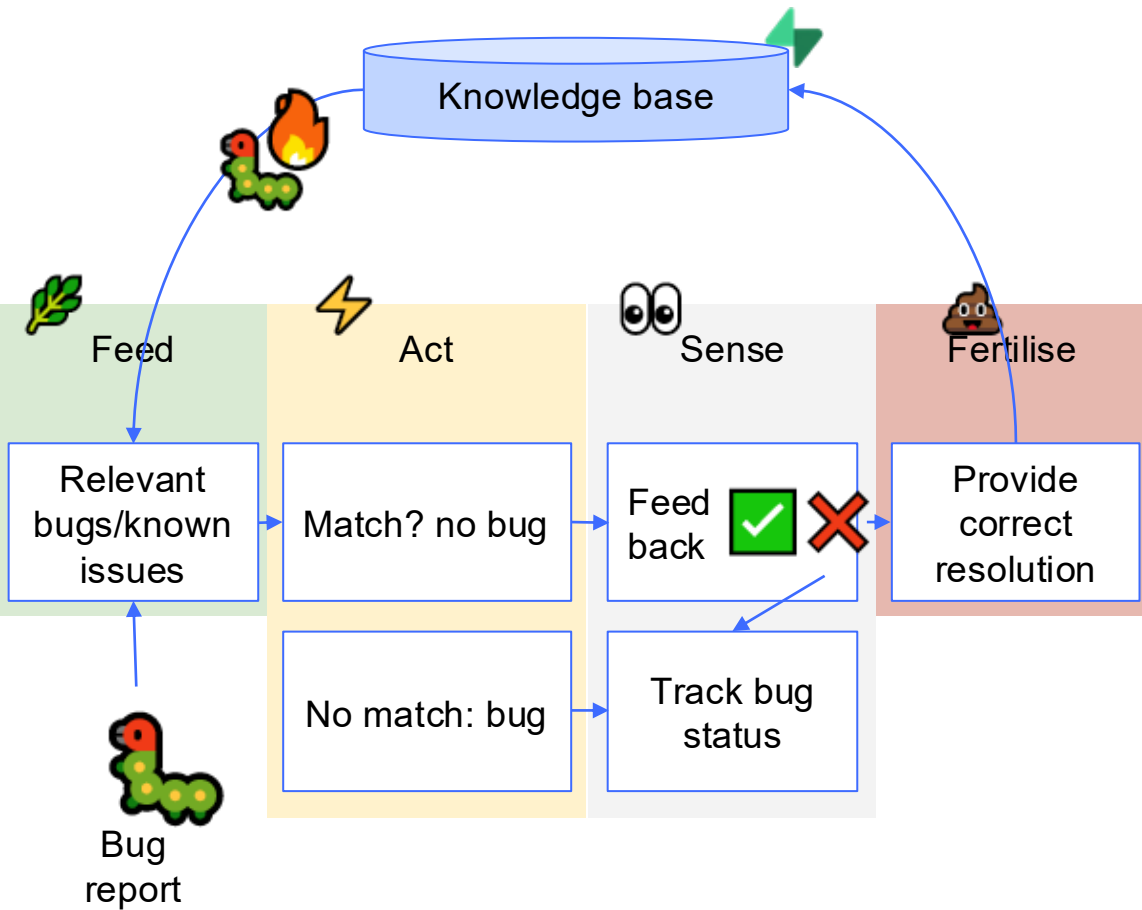 Knowledge base
Feed
Act
Sense
Fertilise
Relevant
bugs/known
issues
Match? no bug
Feed
back
Provide
correct
resolution
No match: bug
Track bug
status
Bug
report